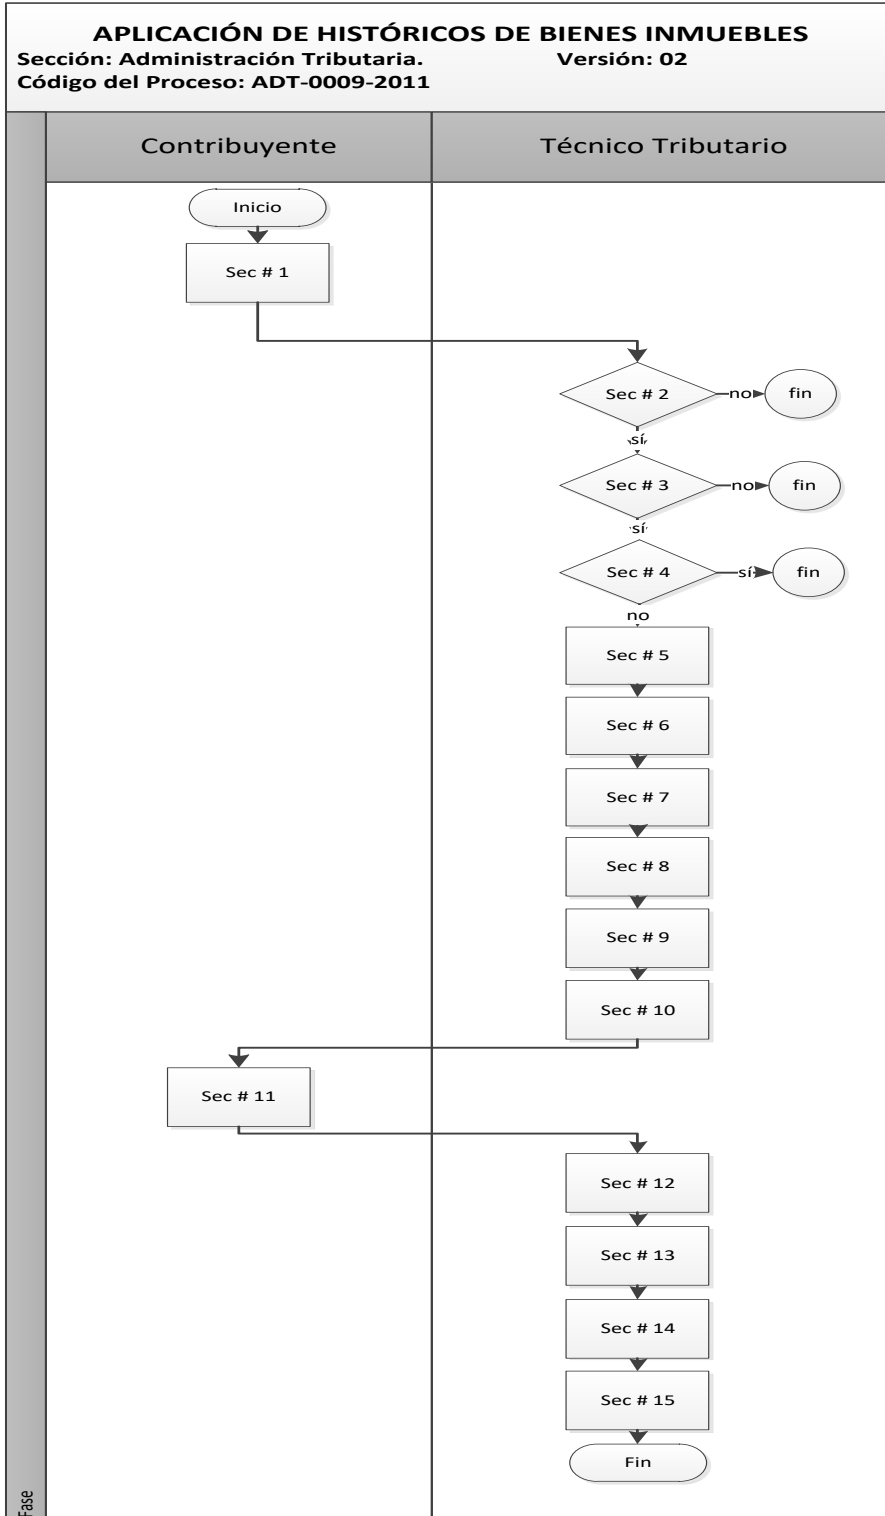 APLICACIÓN DE HISTÓRICOS DE BIENES INMUEBLES
Sección: Administración Tributaria. Versión: 02
Código del Proceso: ADT-0009-2011
Contribuyente
Técnico Tributario
Inicio
Sec # 1
Sec # 2
no
fin
sí
Sec # 3
no
fin
sí
Sec # 4
sí
fin
no
Sec # 5
Sec # 6
Sec # 7
Sec # 8
Sec # 9
Sec # 10
Sec # 11
Sec # 12
Sec # 13
Sec # 14
Sec # 15
Fin
Fase